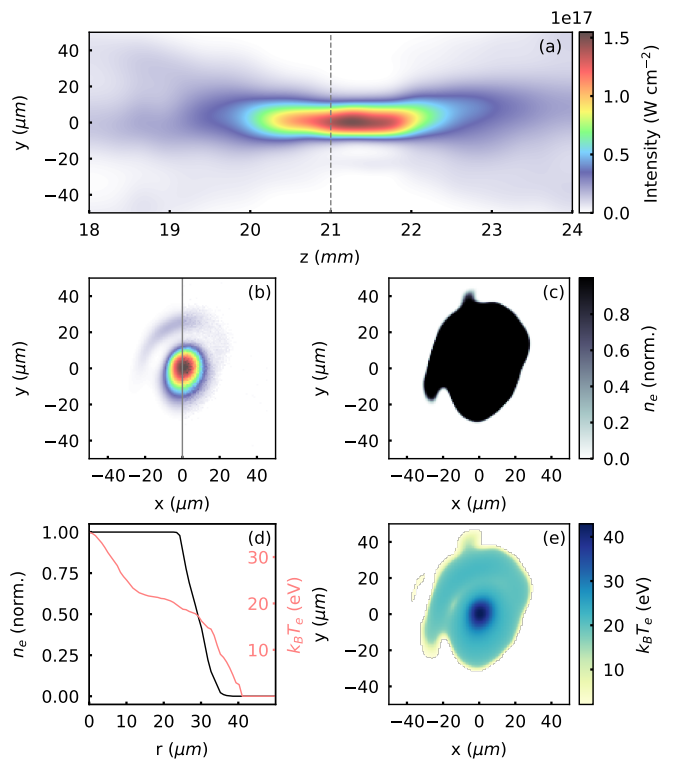 1e17
(a)
40
20
0
−20
−40
y (μm)
18 19 20 21 22 23 24
z (mm)
1.5
1.0
0.5
0.0
Intensity (W cm⁻²)
(b)
40
20
0
−20
−40
y (μm)
−40 −20 0 20 40
x (μm)
(c)
40
20
0
−20
−40
y (μm)
−40 −20 0 20 40
x (μm)
0.8
0.6
0.4
0.2
0.0
nₑ (norm.)
(d)
1.00
0.75
0.50
0.25
0.00
nₑ (norm.)
0 10 20 30 40
r (μm)
30
20
10
k_BTₑ (eV)
(e)
40
20
0
−20
−40
y (μm)
−40 −20 0 20 40
x (μm)
40
30
20
10
k_BTₑ (eV)